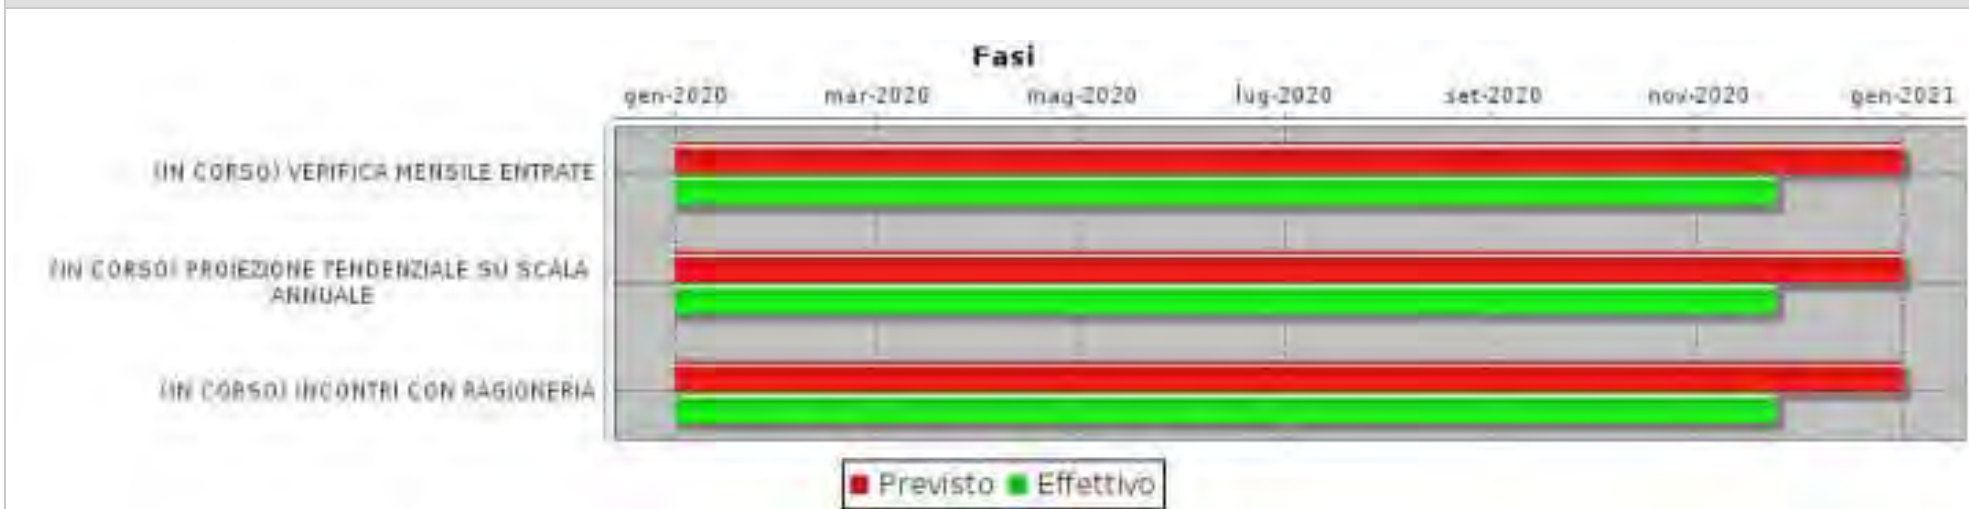 Fasi
gen-2020 mar-2020 mag-2020 lug-2020 set-2020 nov-2020 gen-2021
(IN CORSO) VERIFICA MENSILE ENTRATE
(IN CORSO) PROIEZIONE TENDENZIALE SU SCALA
ANNUALE
(IN CORSO) INCONTRI CON RAGIONERIA
Previsto Effettivo